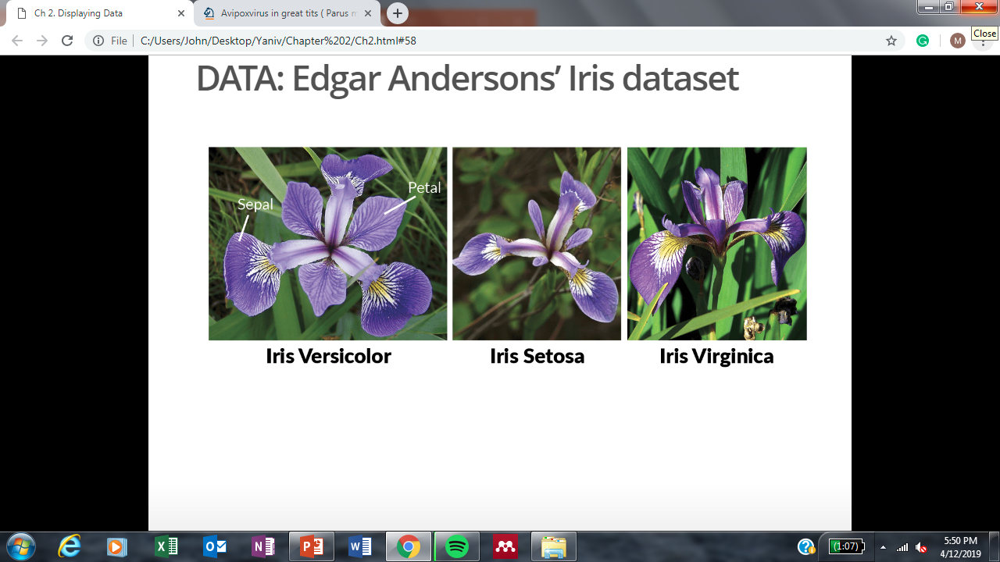 Ch 2. Displaying Data
Avipoxvirus in great tits ( Parus m
File
C:/Users/John/Desktop/Yaniv/Chapter%202/Ch2.html#58
M
Close
DATA: Edgar Andersons’ Iris dataset
Sepal
Petal
Iris Versicolor
Iris Setosa
Iris Virginica
(1:07)
5:50 PM
4/12/2019